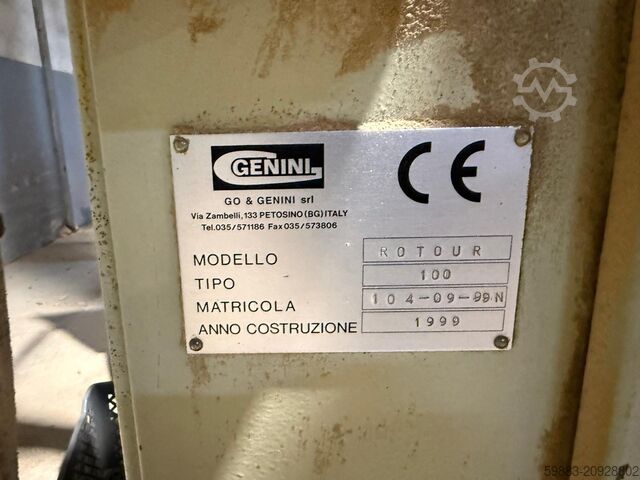 GENINI
CE
GO & GENINI srl
Via Zambelli, 133 PETOSINO (BG) ITALY
Tel.035/571186 Fax 035/573806
MODELLO ROTOUR
TIPO 100
MATRICOLA 104-09-99N
ANNO COSTRUZIONE 1999
59883-20928802